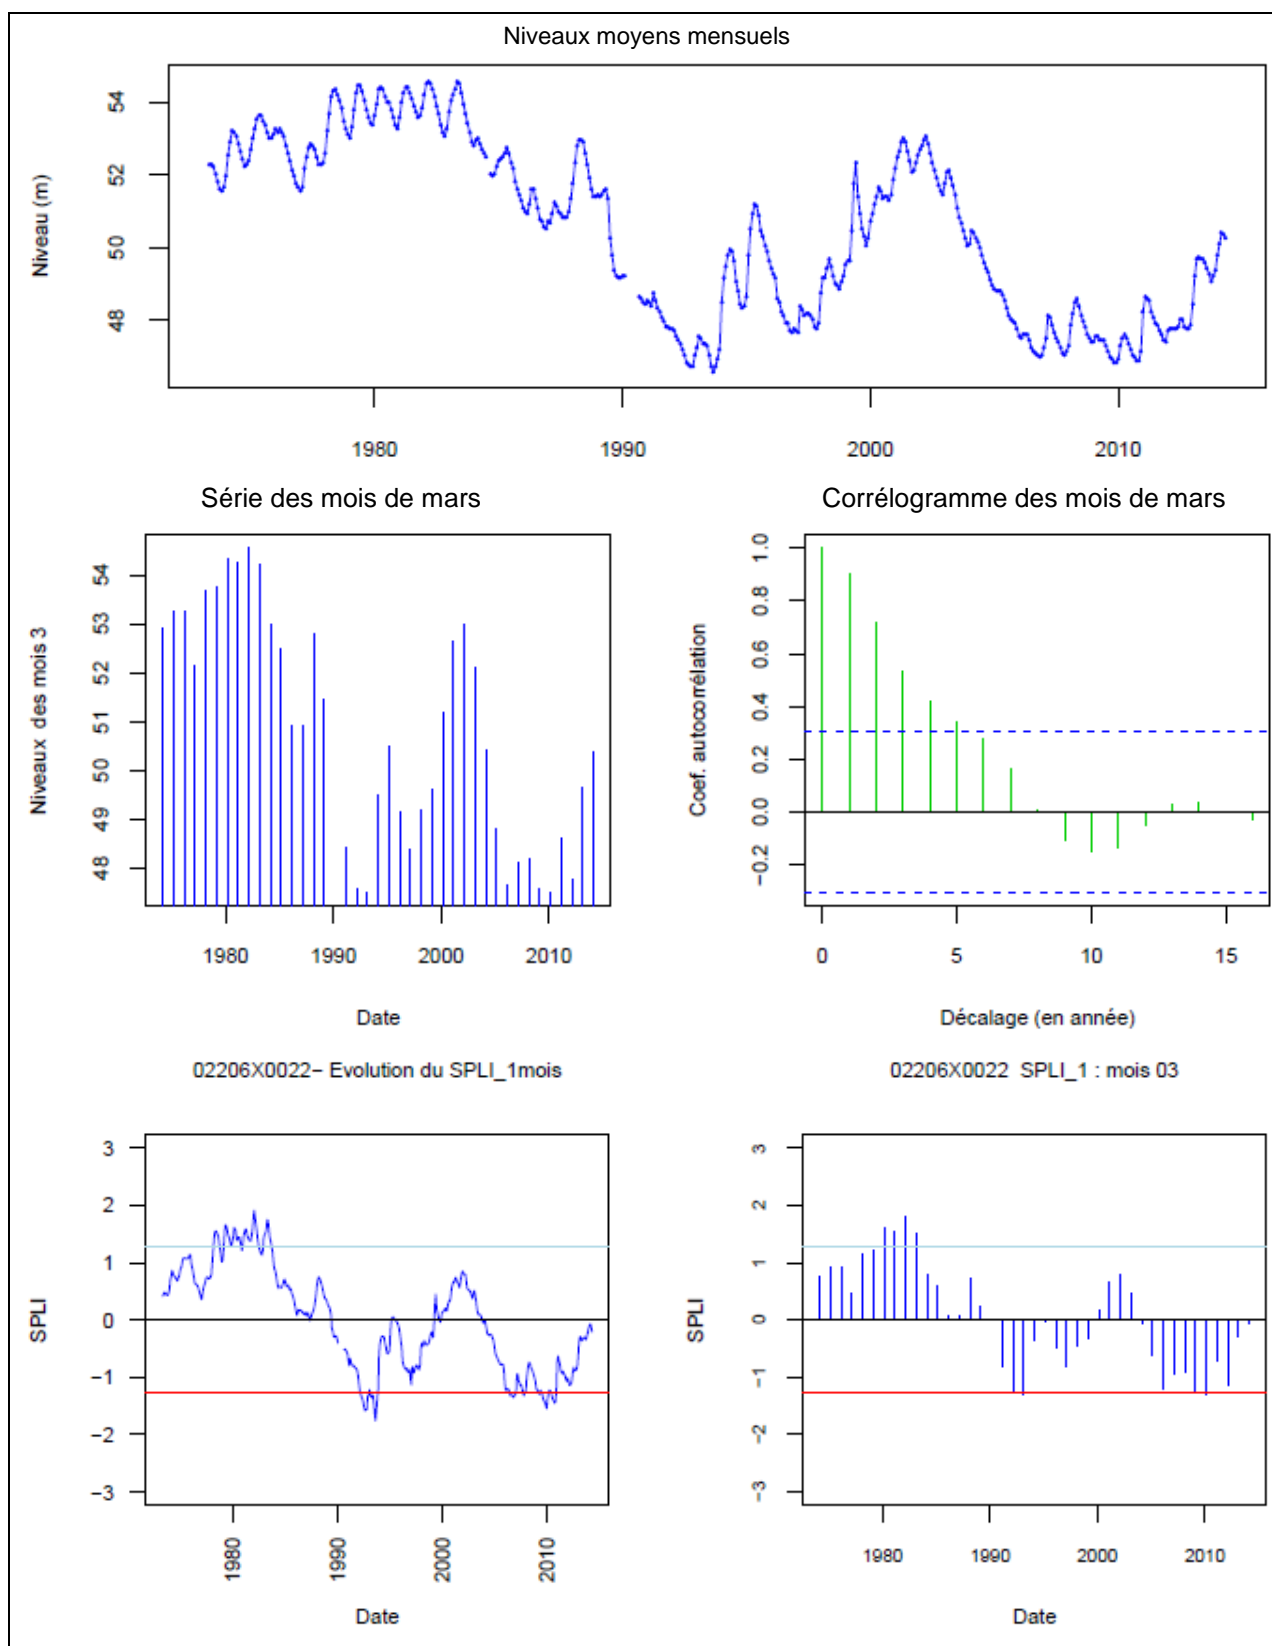 Niveaux moyens mensuels
Niveau (m)
54
52
50
48
1980 1990 2000 2010
Série des mois de mars
Niveaux des mois 3
54
53
52
51
50
49
48
1980 1990 2000 2010
Date
Corrélogramme des mois de mars
Coef. autocorrélation
1.0
0.8
0.6
0.4
0.2
0.0
−0.2
0 5 10 15
Décalage (en année)
02206X0022− Evolution du SPLI_1mois
SPLI
3
2
1
0
−1
−2
−3
1980 1990 2000 2010
Date
02206X0022 SPLI_1 : mois 03
SPLI
3
2
1
0
−1
−2
−3
1980 1990 2000 2010
Date